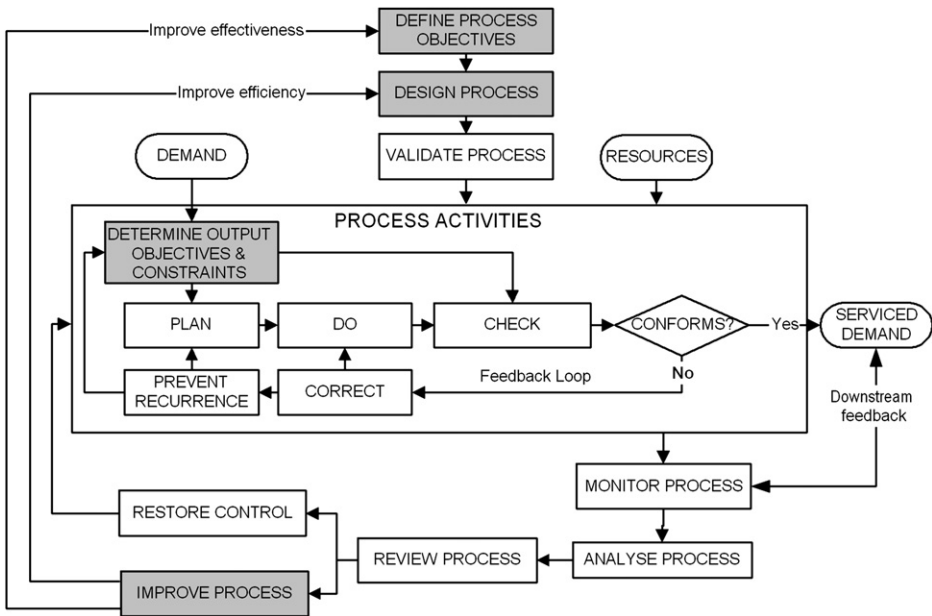 Improve effectiveness
DEFINE PROCESS
OBJECTIVES
Improve efficiency
DESIGN PROCESS
DEMAND
VALIDATE PROCESS
RESOURCES
PROCESS ACTIVITIES
DETERMINE OUTPUT
OBJECTIVES &
CONSTRAINTS
PLAN
DO
CHECK
CONFORMS?
Yes
SERVICED
DEMAND
PREVENT
RECURRENCE
CORRECT
Feedback Loop
No
Downstream
feedback
MONITOR PROCESS
RESTORE CONTROL
REVIEW PROCESS
ANALYSE PROCESS
IMPROVE PROCESS